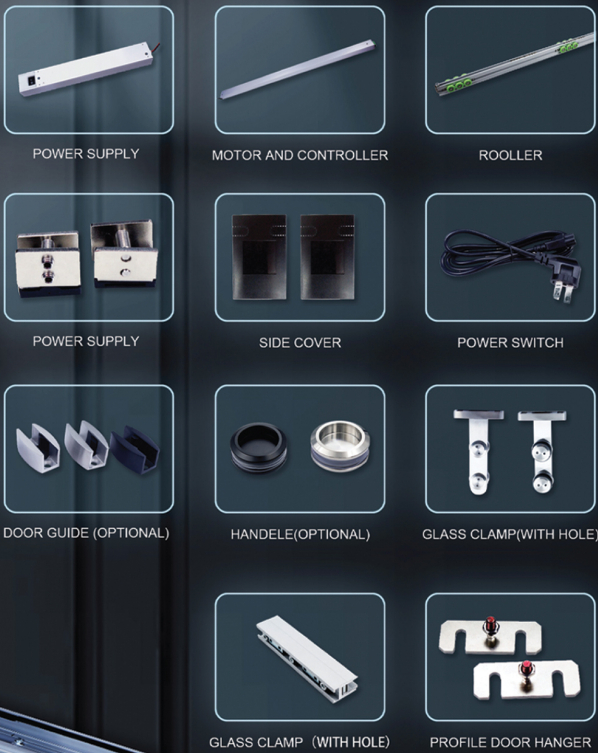 POWER SUPPLY
MOTOR AND CONTROLLER
ROOLLER
POWER SUPPLY
SIDE COVER
POWER SWITCH
DOOR GUIDE (OPTIONAL)
HANDELE(OPTIONAL)
GLASS CLAMP(WITH HOLE)
GLASS CLAMP（WITH HOLE）
PROFILE DOOR HANGER